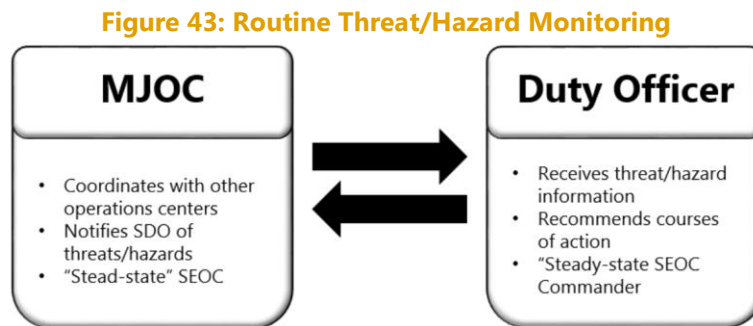 Figure 43: Routine Threat/Hazard Monitoring
MJOC
• Coordinates with other
operations centers
• Notifies SDO of
threats/hazards
• “Stead-state” SEOC
Duty Officer
• Receives threat/hazard
information
• Recommends courses
of action
• “Steady-state SEOC
Commander